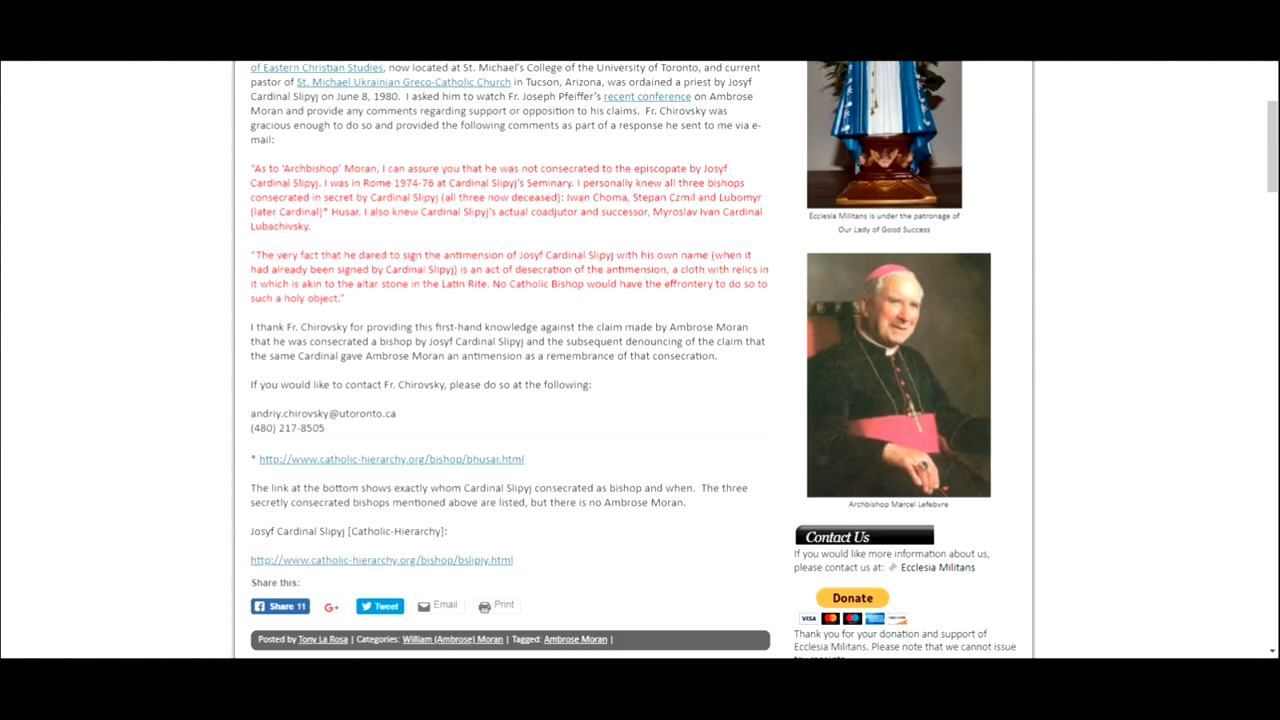 of Eastern Christian Studies, now located at St. Michael's College of the University of Toronto, and current
pastor of St. Michael Ukrainian Greco-Catholic Church in Tucson, Arizona, was ordained a priest by Josyf
Cardinal Slipyj on June 8, 1980.  I asked him to watch Fr. Joseph Pfeiffer's recent conference on Ambrose
Moran and provide any comments regarding support or opposition to his claims.  Fr. Chirovsky was
gracious enough to do so and provided the following comments as part of a response he sent to me via e-
mail:
"As to 'Archbishop' Moran, I can assure you that he was not consecrated to the episcopate by Josyf
Cardinal Slipyj. I was in Rome 1974-76 at Cardinal Slipyj's Seminary. I personally knew all three bishops
consecrated in secret by Cardinal Slipyj (all three now deceased): Iwan Choma, Stepan Czmil and Lubomyr
(later Cardinal)* Husar. I also knew Cardinal Slipyj's actual coadjutor and successor, Myroslav Ivan Cardinal
Lubachivsky.
"The very fact that he dared to sign the antimension of Josyf Cardinal Slipyj with his own name (when it
had already been signed by Cardinal Slipyj) is an act of desecration of the antimension, a cloth with relics in
it which is akin to the altar stone in the Latin Rite. No Catholic Bishop would have the effrontery to do so to
such a holy object."
I thank Fr. Chirovsky for providing this first-hand knowledge against the claim made by Ambrose Moran
that he was consecrated a bishop by Josyf Cardinal Slipyj and the subsequent denouncing of the claim that
the same Cardinal gave Ambrose Moran an antimension as a remembrance of that consecration.
If you would like to contact Fr. Chirovsky, please do so at the following:
andriy.chirovsky@utoronto.ca
(480) 217-8505
* http://www.catholic-hierarchy.org/bishop/bhusar.html
The link at the bottom shows exactly whom Cardinal Slipyj consecrated as bishop and when.  The three
secretly consecrated bishops mentioned above are listed, but there is no Ambrose Moran.
Josyf Cardinal Slipyj [Catholic-Hierarchy]:
http://www.catholic-hierarchy.org/bishop/bslipiy.html
Share this:
Share 11
G+
Tweet
Email
Print
Posted by Tony La Rosa | Categories: William (Ambrose) Moran | Tagged: Ambrose Moran |
Ecclesia Militans is under the patronage of
Our Lady of Good Success
Archbishop Marcel Lefebvre
Contact Us
If you would like more information about us,
please contact us at: Ecclesia Militans
Donate
VISA
Thank you for your donation and support of
Ecclesia Militans. Please note that we cannot issue